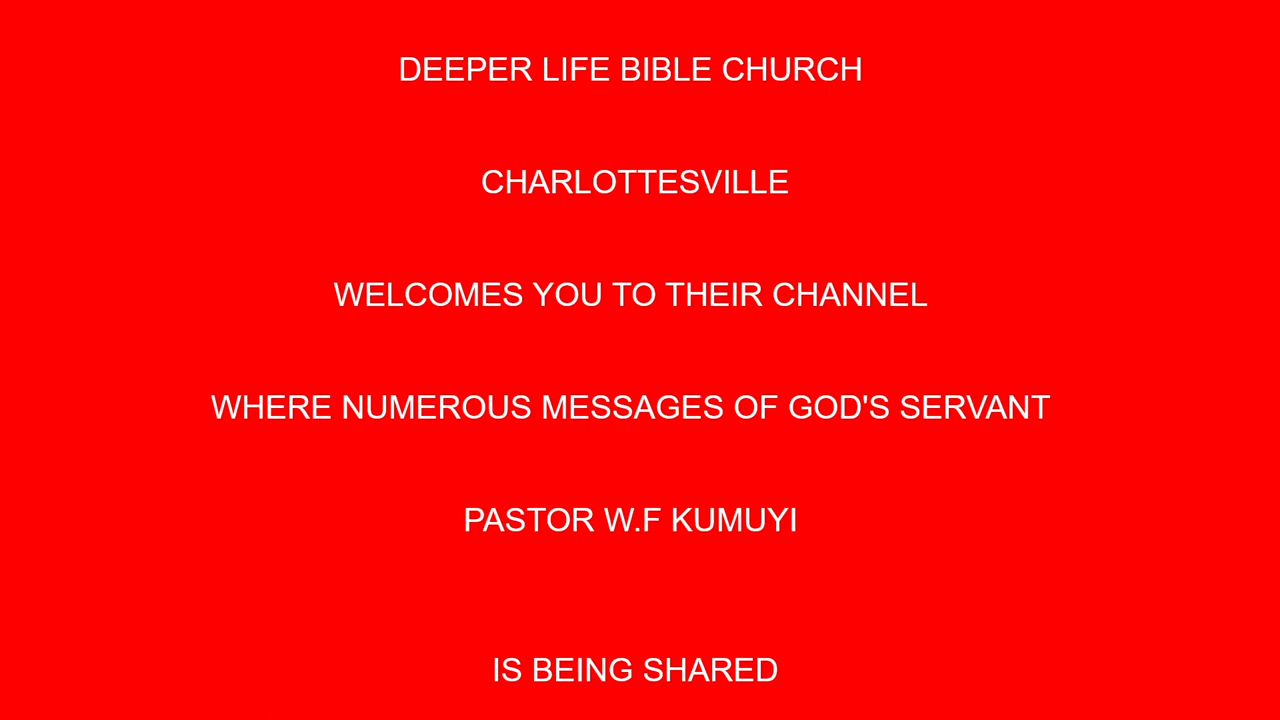 DEEPER LIFE BIBLE CHURCH
CHARLOTTESVILLE
WELCOMES YOU TO THEIR CHANNEL
WHERE NUMEROUS MESSAGES OF GOD'S SERVANT
PASTOR W.F KUMUYI
IS BEING SHARED